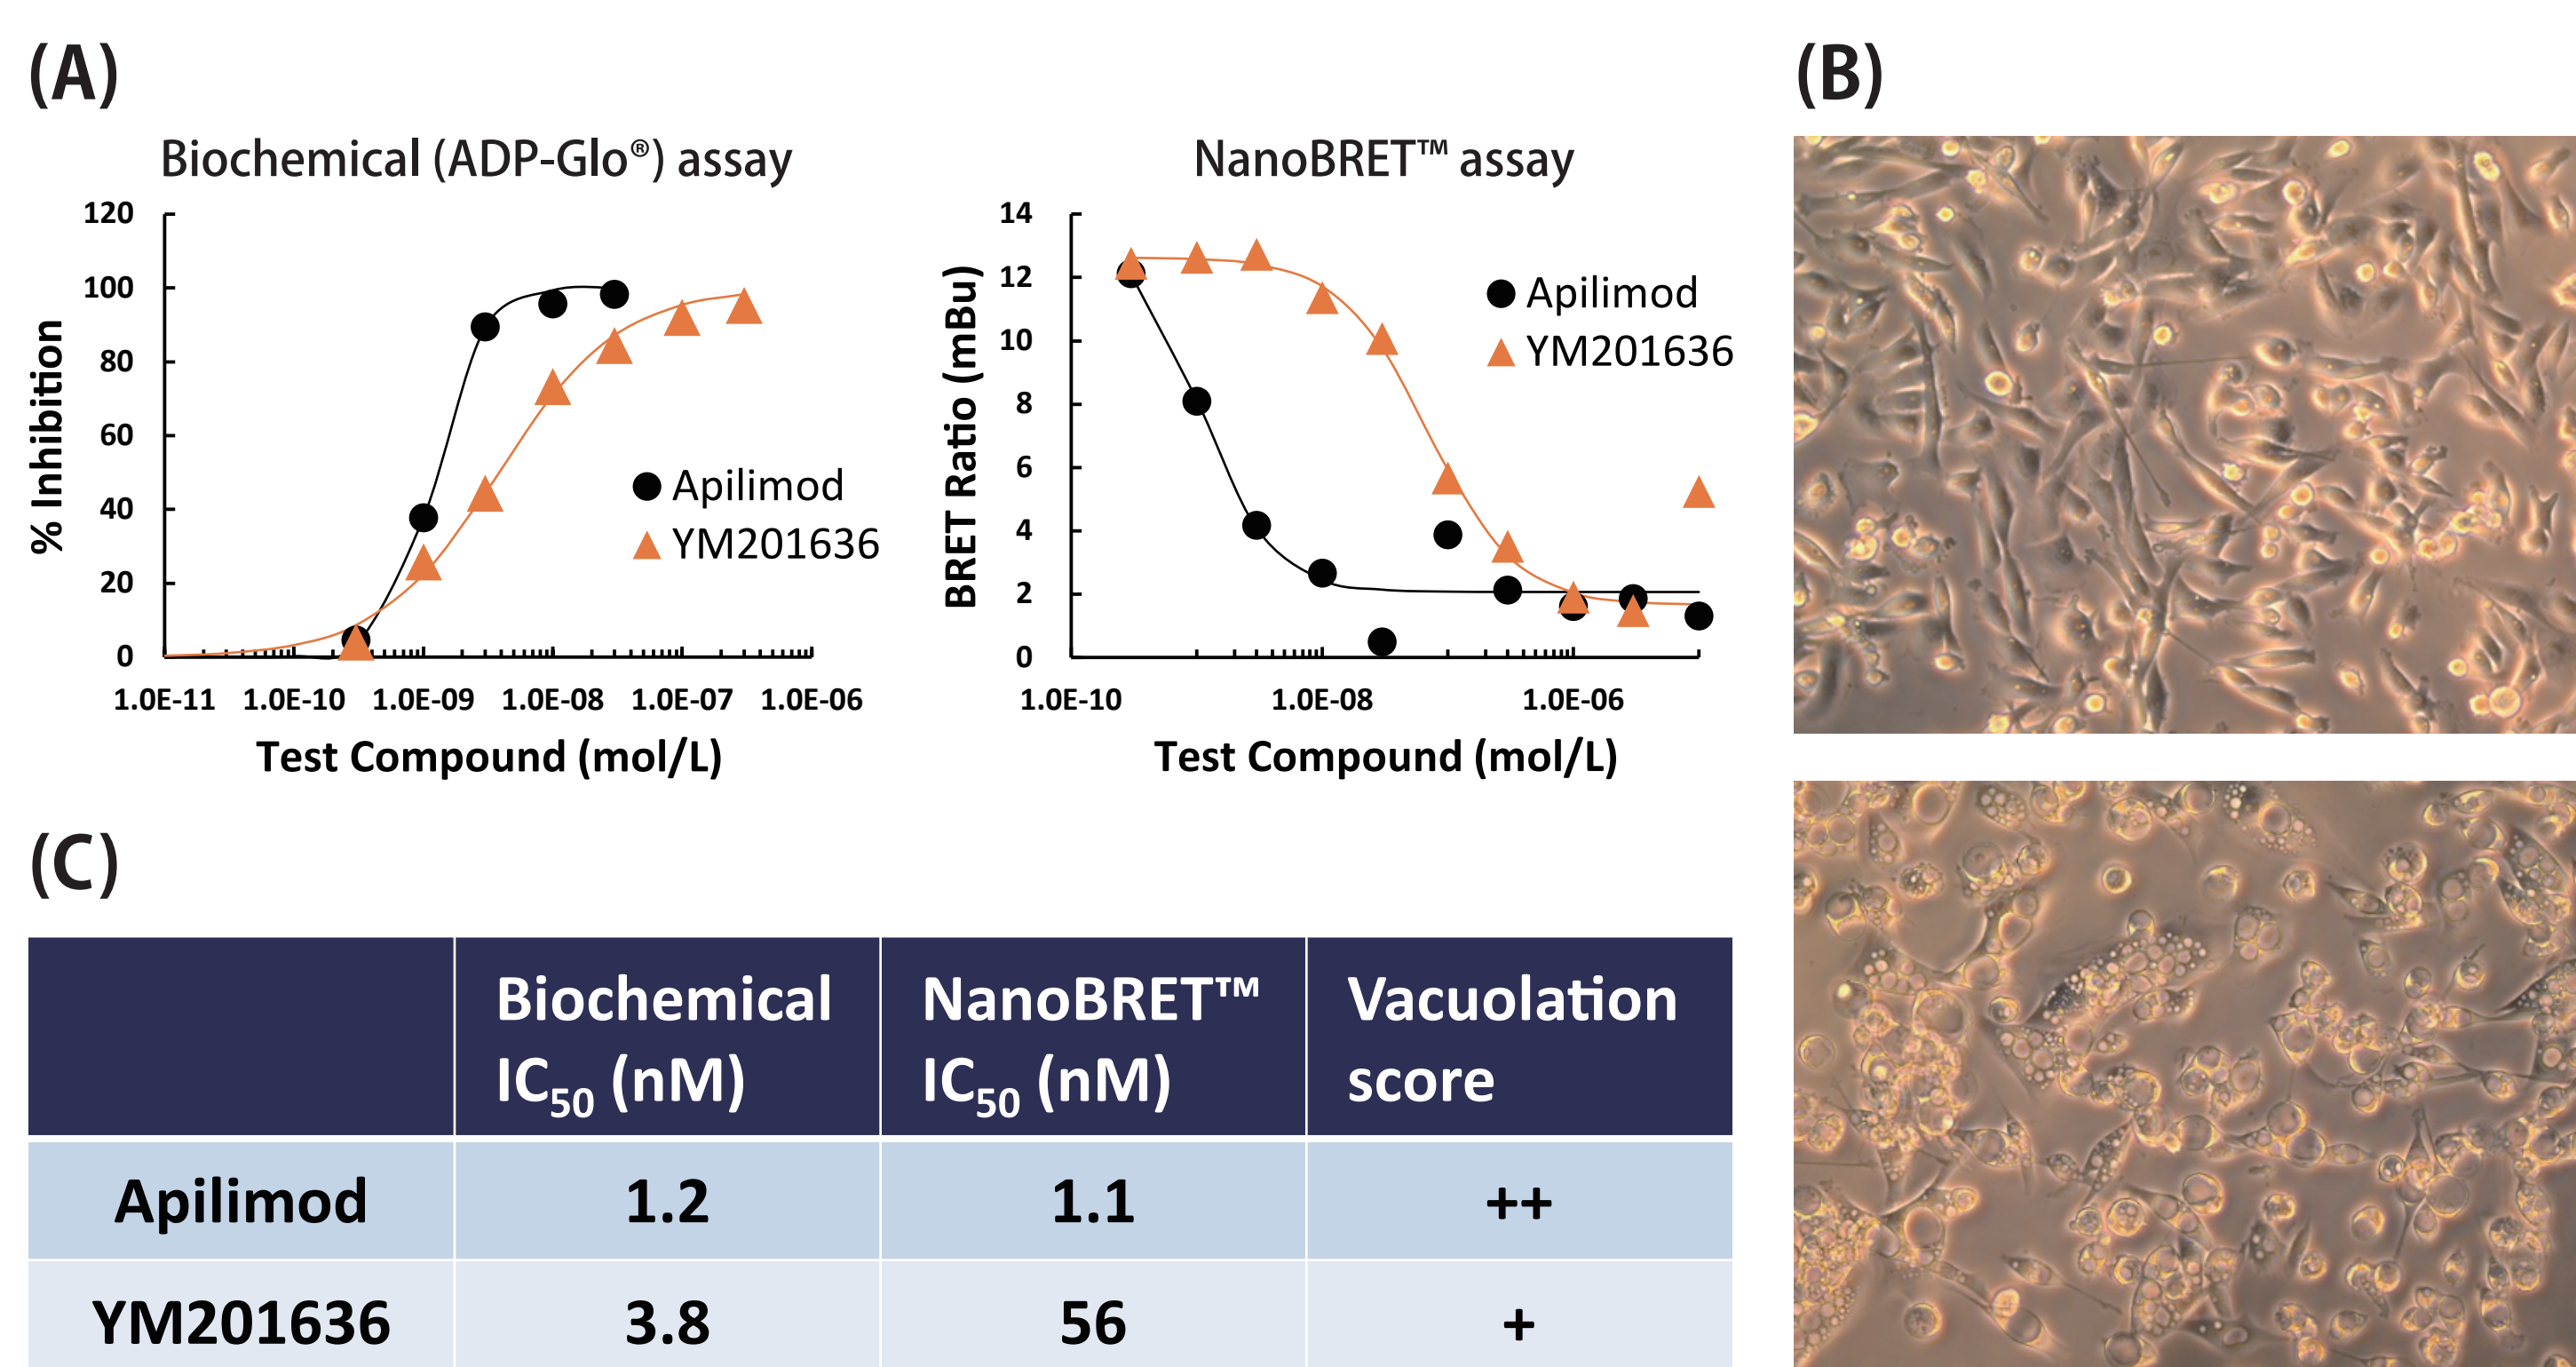 (A)
Biochemical (ADP-Glo®) assay
120
100
80
60
40
20
0
% Inhibition
Apilimod
YM201636
1.0E-11 1.0E-10 1.0E-09 1.0E-08 1.0E-07 1.0E-06
Test Compound (mol/L)
NanoBRET™ assay
14
12
10
8
6
4
2
0
BRET Ratio (mBu)
Apilimod
YM201636
1.0E-10 1.0E-08 1.0E-06
Test Compound (mol/L)
(B)
(C)
Biochemical
IC50 (nM)
NanoBRET™
IC50 (nM)
Vacuolation
score
Apilimod 1.2 1.1 ++
YM201636 3.8 56 +